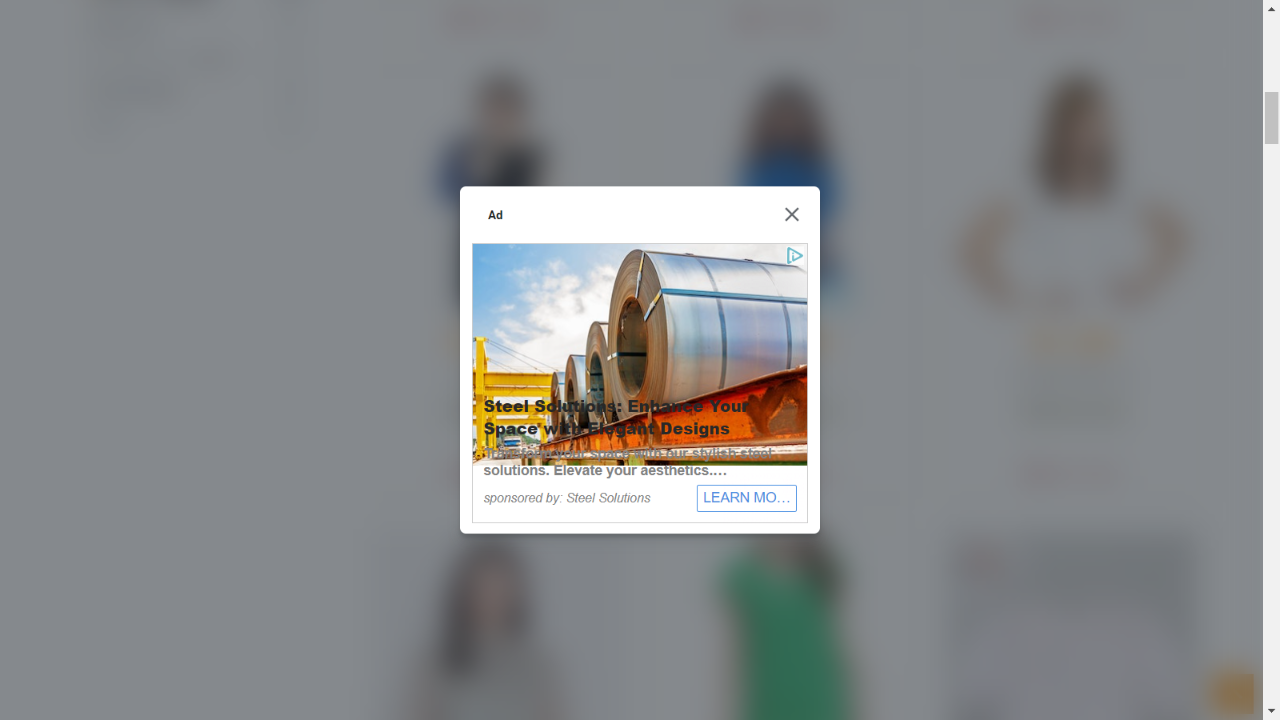 Ad
Steel Solutions: Enhance Your
Space with Elegant Designs
Transform your space with our stylish steel
solutions. Elevate your aesthetics....
sponsored by: Steel Solutions
LEARN MO...